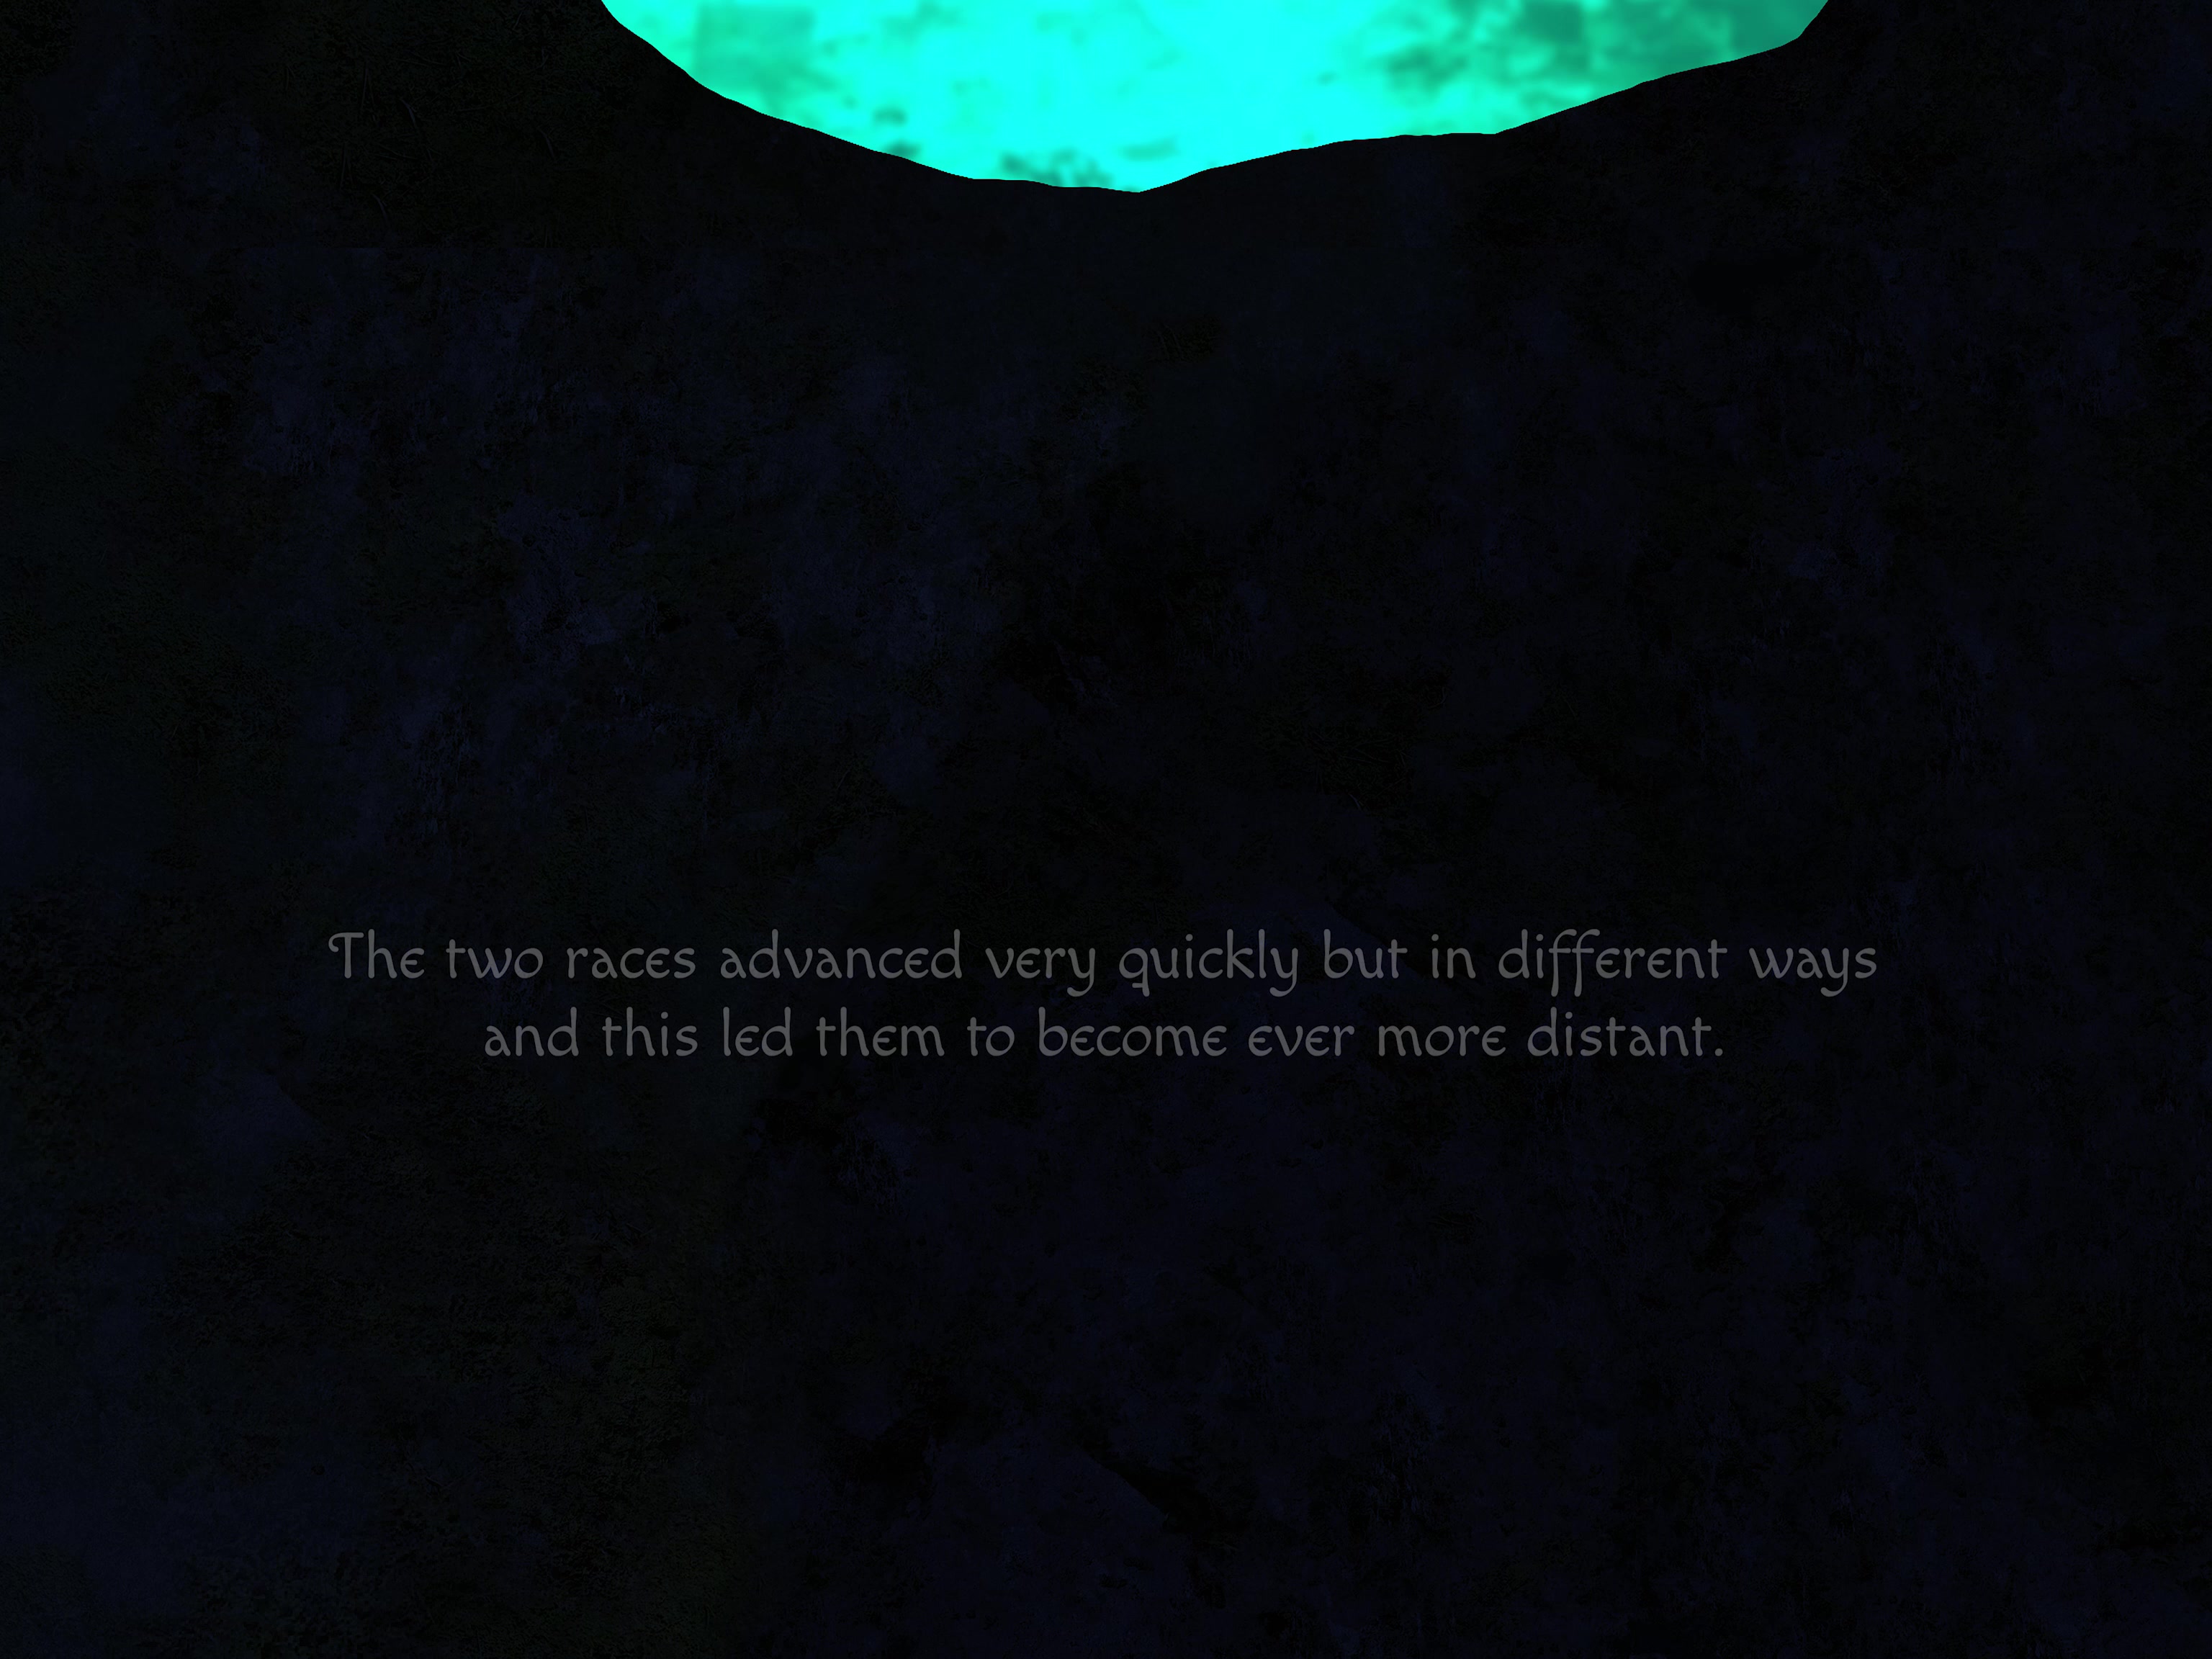 The two races advanced very quickly but in different ways
and this led them to become ever more distant.